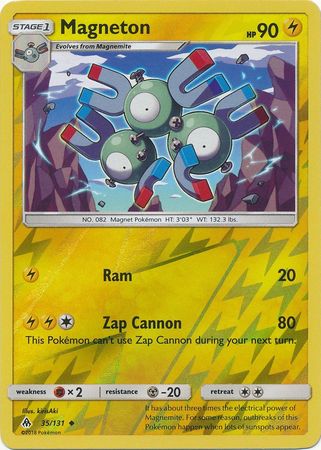 STAGE 1 Magneton HP 90
Evolves from Magnemite
NO. 082 Magnet Pokémon HT: 3'03" WT: 132.3 lbs.
Ram 20
Zap Cannon 80
This Pokémon can't use Zap Cannon during your next turn.
weakness ×2 resistance -20 retreat
Illus. kirisAki
35/131
©2018 Pokémon
It has about three times the electrical power of
Magnemite. For some reason, outbreaks of this
Pokémon happen when lots of sunspots appear.